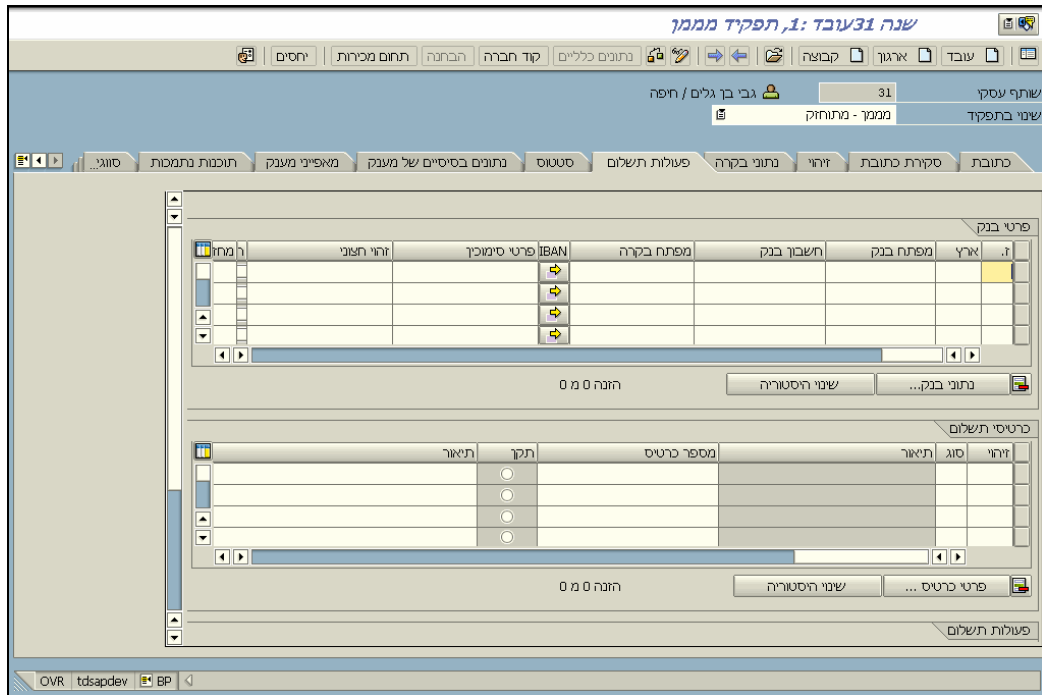 שנה 31עובד :1, תפקיד מממן
עובד ארגון קבוצה נתונים כלליים קוד חברה הבחנה תחום מכירות יחסים
שותף עסקי 31 גבי בן גלים / חיפה
שינוי בתפקיד מממן - מתוחזק
כתובת סקירת כתובת זיהוי נתוני בקרה פעולות תשלום סטטוס נתונים בסיסיים של מענק מאפייני מענק תוכנות נתמכות סווגי...
פרטי בנק
ז. ארץ מפתח בנק חשבון בנק מפתח בקרה IBAN פרטי סימוכין זהוי חצוני ר מחז
נתוני בנק... שינוי היסטוריה הזנה 0 מ 0
כרטיסי תשלום
זיהוי סוג תיאור מספר כרטיס תקן תיאור
פרטי כרטיס ... שינוי היסטוריה הזנה 0 מ 0
פעולות תשלום
OVR tdsapdev BP